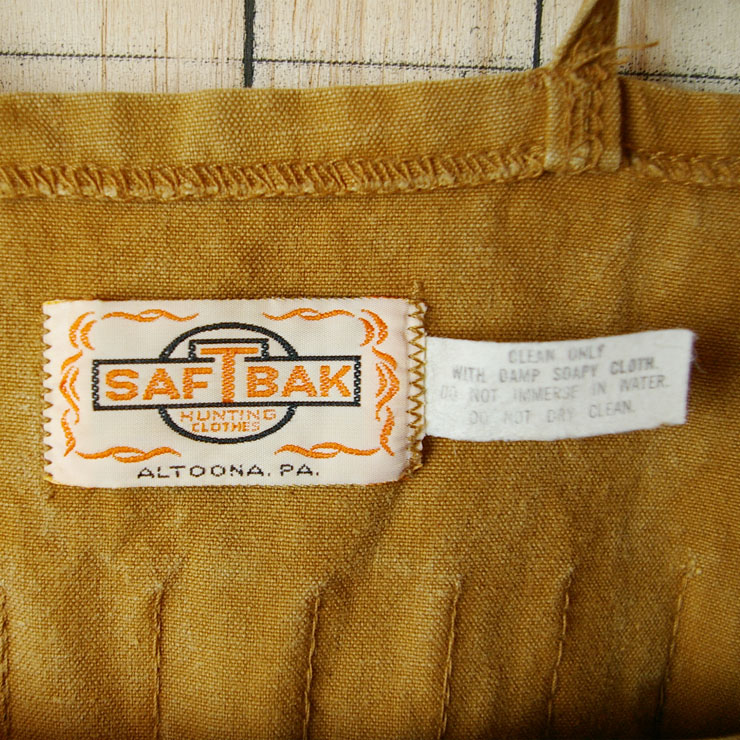 SAFTBAK
HUNTING
CLOTHES
ALTOONA, PA.
CLEAN ONLY
WITH DAMP SOAPY CLOTH.
DO NOT IMMERSE IN WATER.
DO NOT DRY CLEAN.